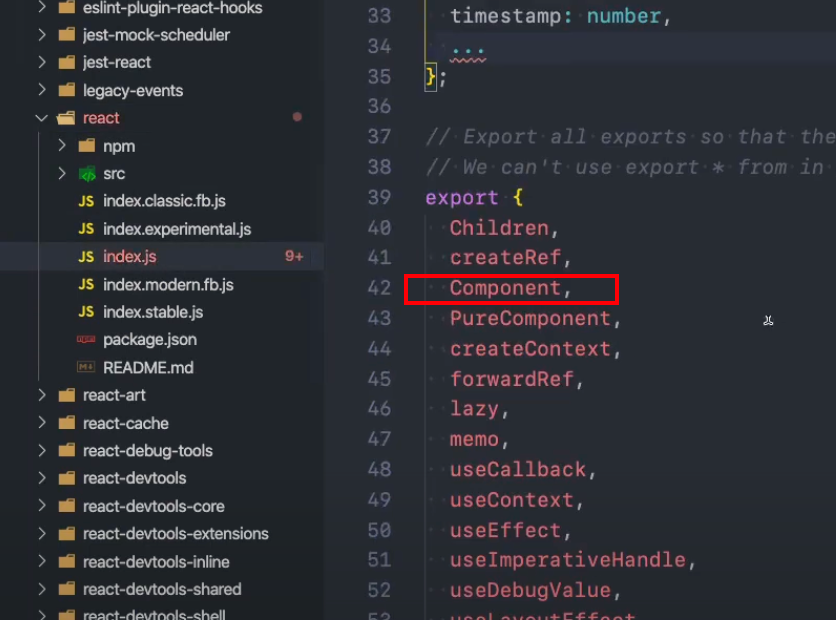 eslint-plugin-react-hooks
jest-mock-scheduler
jest-react
legacy-events
react
npm
src
JS index.classic.fb.js
JS index.experimental.js
JS index.js 9+
JS index.modern.fb.js
JS index.stable.js
package.json
README.md
react-art
react-cache
react-debug-tools
react-devtools
react-devtools-core
react-devtools-extensions
react-devtools-inline
react-devtools-shared
react-devtools-shell
33 timestamp: number,
34 ...
35 };
36
37 // Export all exports so that the
38 // We can't use export * from in
39 export {
40 Children,
41 createRef,
42 Component,
43 PureComponent,
44 createContext,
45 forwardRef,
46 lazy,
47 memo,
48 useCallback,
49 useContext,
50 useEffect,
51 useImperativeHandle,
52 useDebugValue,
53 useLayoutEffect